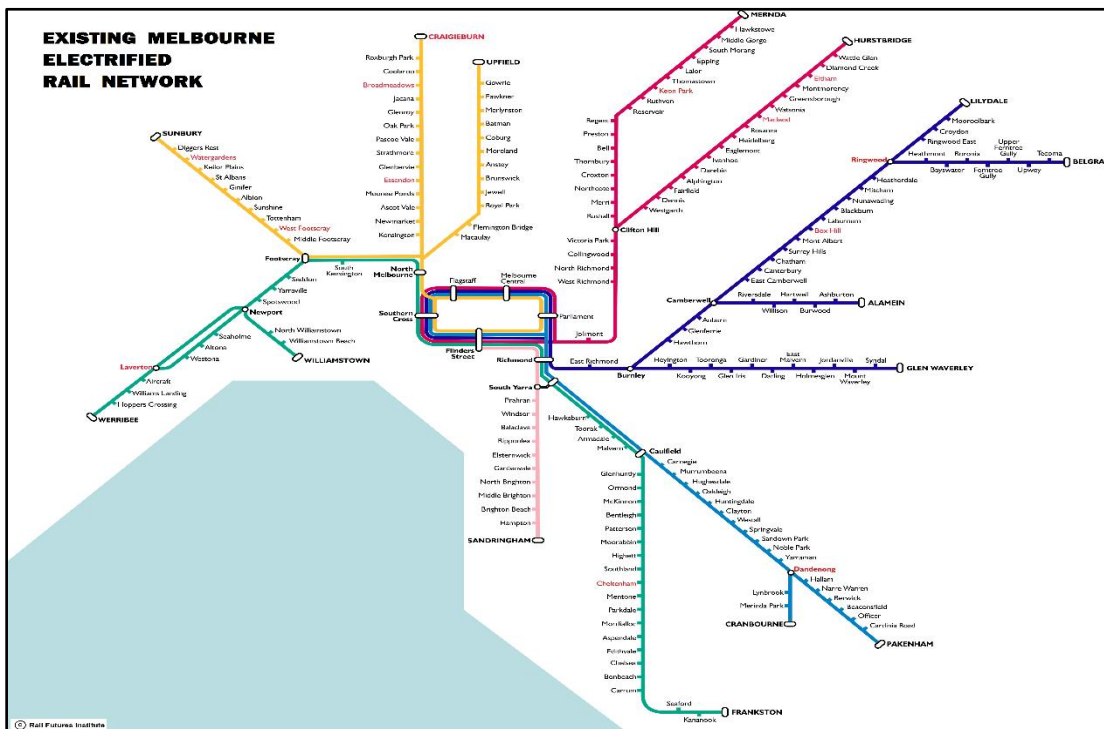 EXISTING MELBOURNE
ELECTRIFIED
RAIL NETWORK
SUNBURY
Diggers Rest
Watergardens
Keilor Plains
St Albans
Ginifer
Albion
Sunshine
Tottenham
West Footscray
Middle Footscray
Footscray
CRAIGIEBURN
Roxburgh Park
Coolaroo
Broadmeadows
Jacana
Glenroy
Oak Park
Pascoe Vale
Strathmore
Glenbervie
Essendon
Moonee Ponds
Ascot Vale
Newmarket
Kensington
UPFIELD
Gowrie
Fawkner
Merlynston
Batman
Coburg
Moreland
Anstey
Brunswick
Jewell
Royal Park
Flemington Bridge
Macaulay
South
Kensington
North
Melbourne
Seddon
Yarraville
Spotswood
Newport
North Williamstown
Williamstown Beach
WILLIAMSTOWN
Seaholme
Altona
Westona
Laverton
Aircraft
Williams Landing
Hoppers Crossing
WERRIBEE
Flagstaff
Melbourne
Central
Southern
Cross
Parliament
Flinders
Street
Jolimont
Richmond
South Yarra
MERNDA
Hawkstowe
Middle Gorge
South Morang
Epping
Lalor
Thomastown
Keon Park
Ruthven
Reservoir
Regent
Preston
Bell
Thornbury
Croxton
Northcote
Merri
Rushall
Clifton Hill
Victoria Park
Collingwood
North Richmond
West Richmond
HURSTBRIDGE
Wattle Glen
Diamond Creek
Eltham
Montmorency
Greensborough
Watsonia
Macleod
Rosanna
Heidelberg
Eaglemont
Ivanhoe
Darebin
Alphington
Fairfield
Dennis
Westgarth
LILYDALE
Mooroolbark
Croydon
Ringwood East
Ringwood
Heathmont
Bayswater
Boronia
Ferntree
Gully
Upper
Ferntree
Gully
Upwey
Tecoma
BELGRA
Heatherdale
Mitcham
Nunawading
Blackburn
Laburnum
Box Hill
Mont Albert
Surrey Hills
Chatham
Canterbury
East Camberwell
Camberwell
Riversdale
Willison
Hartwell
Burwood
Ashburton
ALAMEIN
Auburn
Glenferrie
Hawthorn
East Richmond
Burnley
Heyington
Kooyong
Tooronga
Glen Iris
Gardiner
Darling
East
Malvern
Holmesglen
Jordanville
Mount
Waverley
Syndal
GLEN WAVERLEY
Prahran
Windsor
Balaclava
Ripponlea
Elsternwick
Gardenvale
North Brighton
Middle Brighton
Brighton Beach
Hampton
SANDRINGHAM
Hawksburn
Toorak
Armadale
Malvern
Caulfield
Glenhuntly
Ormond
McKinnon
Bentleigh
Patterson
Moorabbin
Highett
Southland
Cheltenham
Mentone
Parkdale
Mordialloc
Aspendale
Edithvale
Chelsea
Bonbeach
Carrum
Seaford
Kananook
FRANKSTON
Carnegie
Murrumbeena
Hughesdale
Oakleigh
Huntingdale
Clayton
Westall
Springvale
Sandown Park
Noble Park
Yarraman
Dandenong
Lynbrook
Merinda Park
CRANBOURNE
Hallam
Narre Warren
Berwick
Beaconsfield
Officer
Cardinia Road
PAKENHAM
© Rail Futures Institute